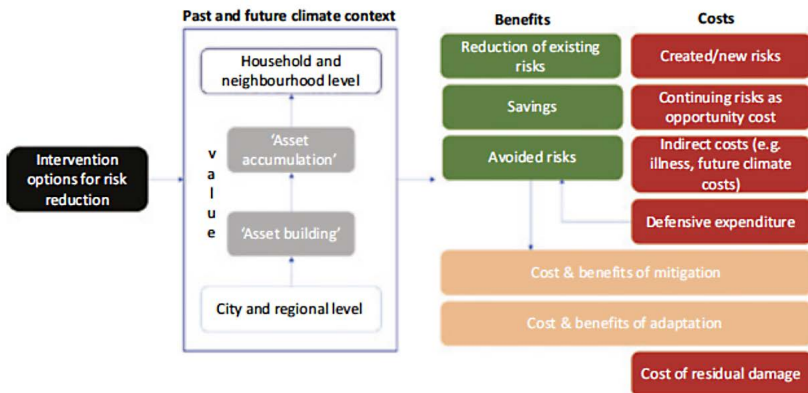 Past and future climate context
Household and
neighbourhood level
'Asset
accumulation'
'Asset building'
City and regional level
value
Intervention
options for risk
reduction
Benefits
Reduction of existing
risks
Savings
Avoided risks
Costs
Created/new risks
Continuing risks as
opportunity cost
Indirect costs (e.g.
illness, future climate
costs)
Defensive expenditure
Cost & benefits of mitigation
Cost & benefits of adaptation
Cost of residual damage